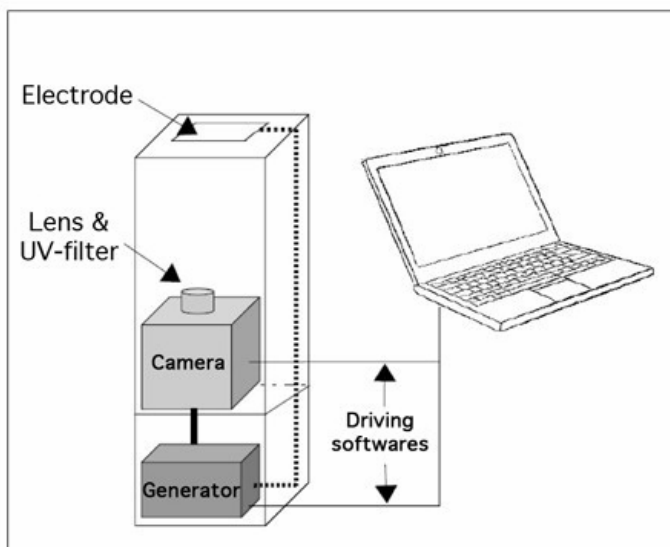 Electrode
Lens &
UV-filter
Camera
Driving
softwares
Generator